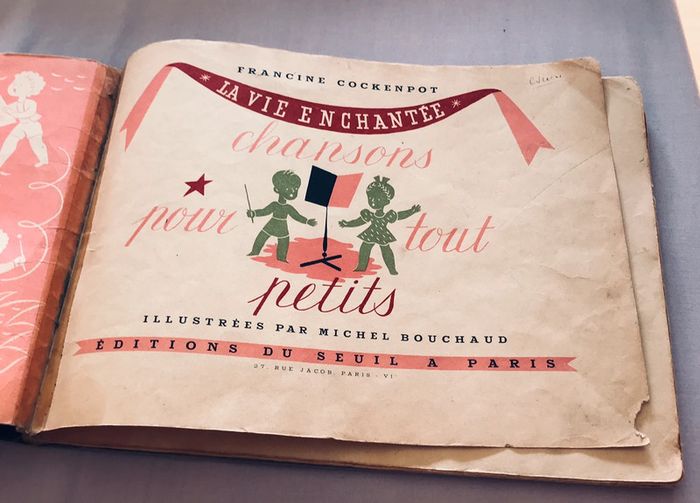 FRANCINE COCKENPOT
* LA VIE ENCHANTÉE *
chansons
pour tout
petits
ILLUSTRÉES PAR MICHEL BOUCHAUD
ÉDITIONS DU SEUIL A PARIS
27, RUE JACOB, PARIS - VIᵉ